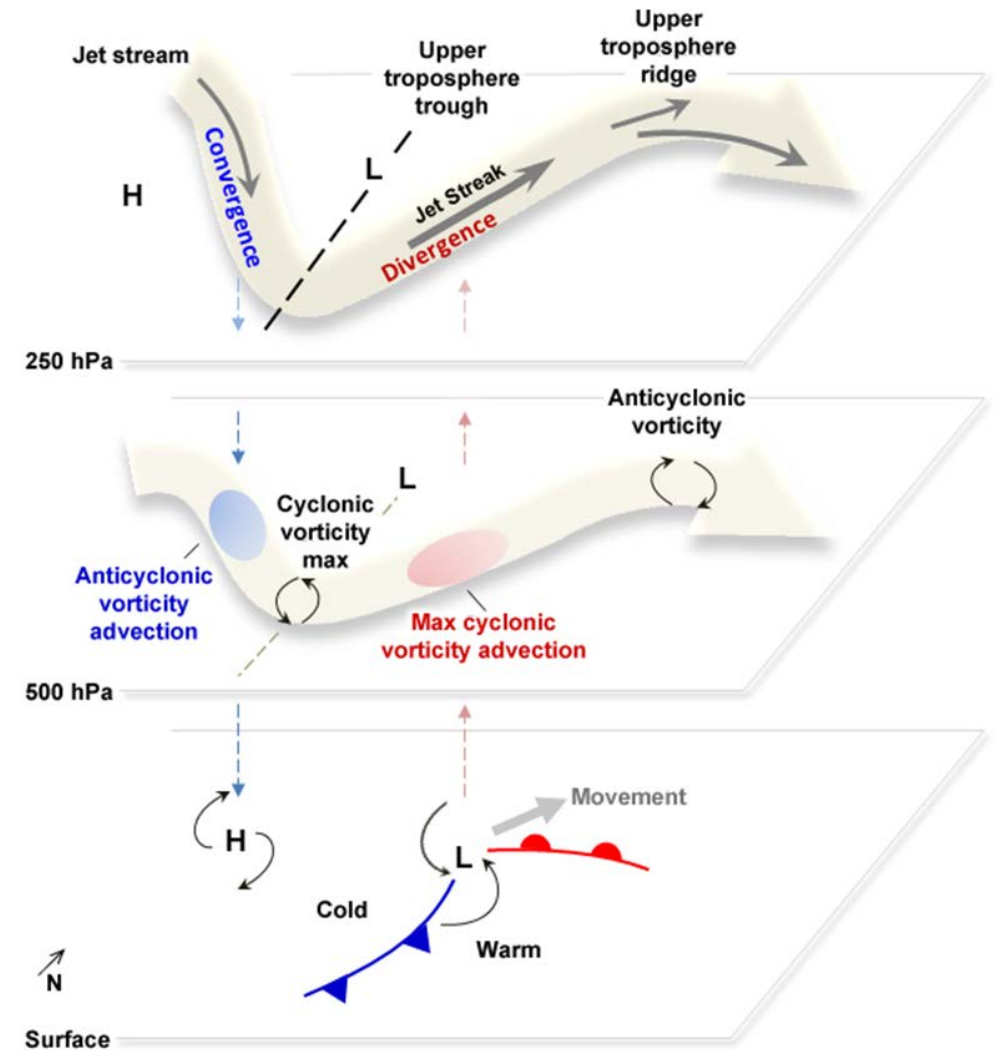 Jet stream
Upper
troposphere
trough
Upper
troposphere
ridge
H
Convergence
L
Jet Streak
Divergence
250 hPa
Anticyclonic
vorticity
L
Cyclonic
vorticity
max
Anticyclonic
vorticity
advection
Max cyclonic
vorticity advection
500 hPa
Movement
H
L
Cold
Warm
N
Surface